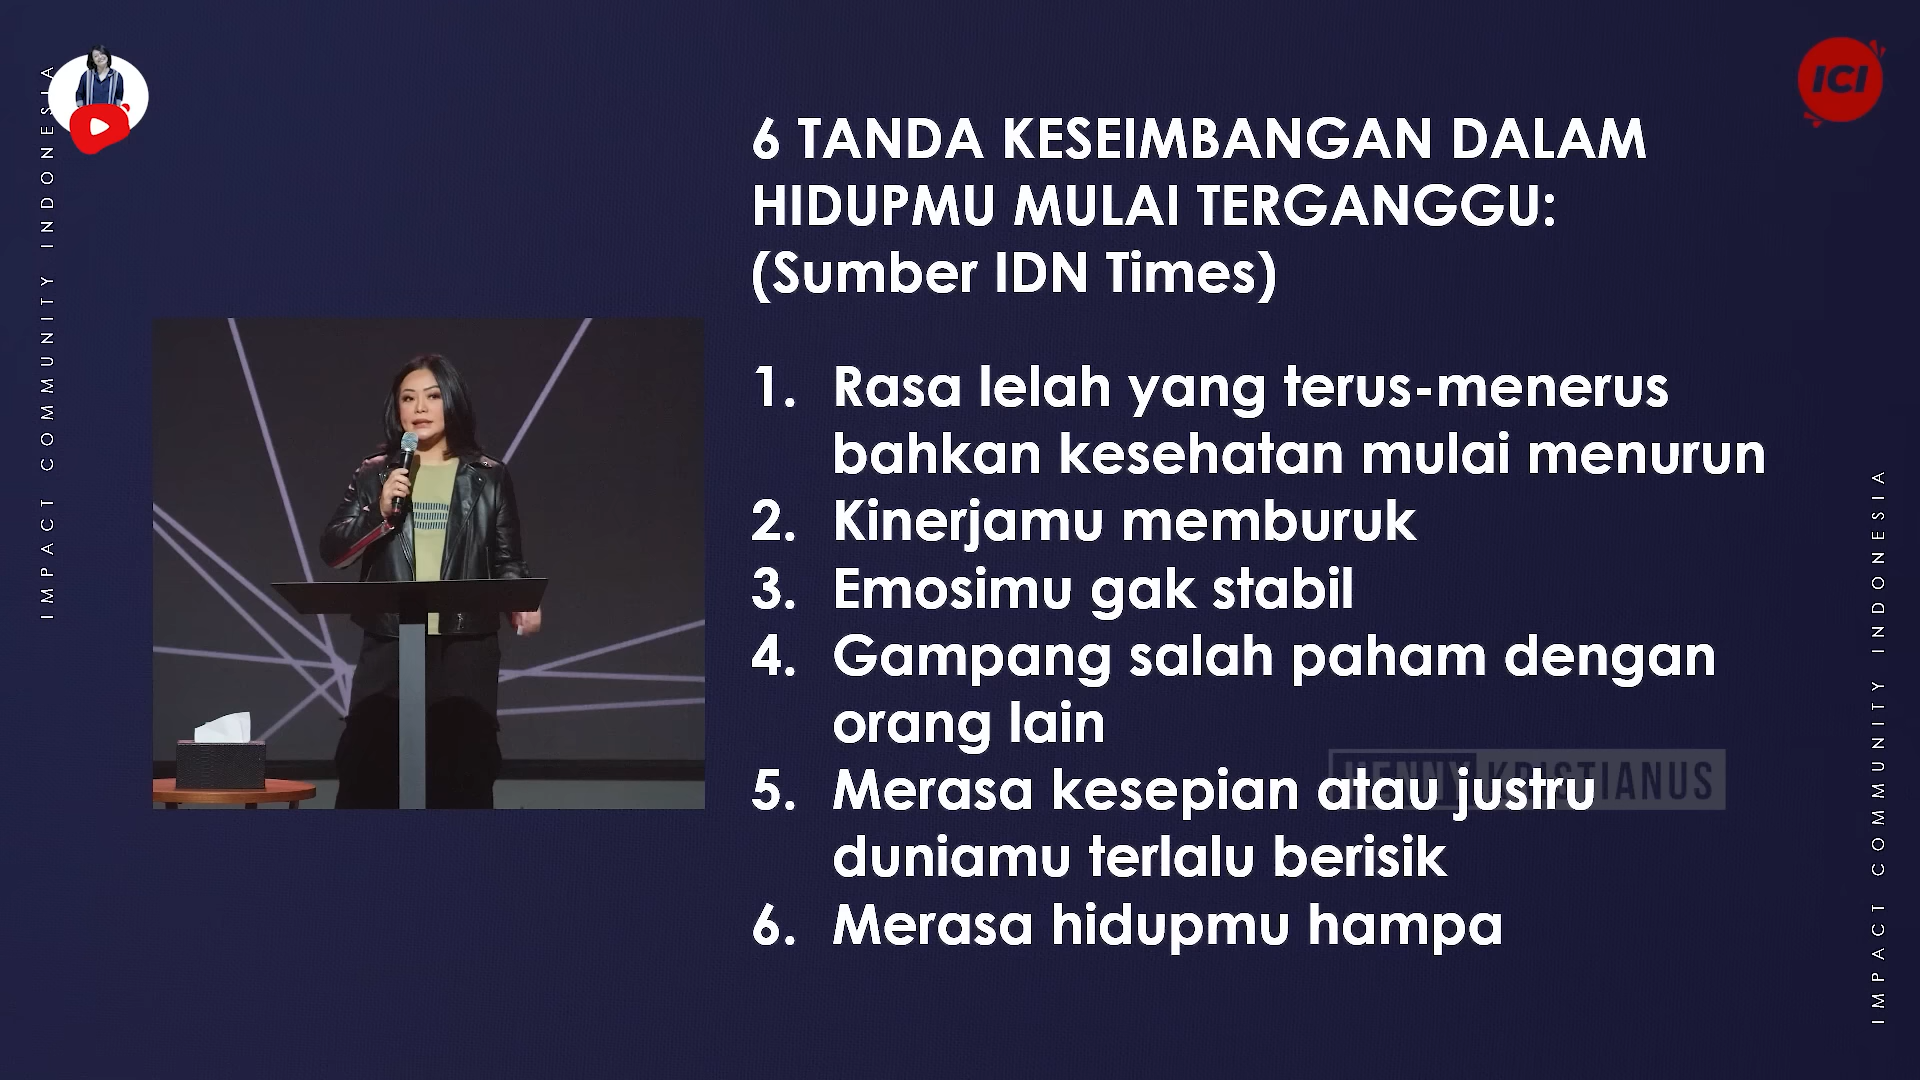 IMPACT COMMUNITY INDONESIA
ICI
6 TANDA KESEIMBANGAN DALAM
HIDUPMU MULAI TERGANGGU:
(Sumber IDN Times)
1. Rasa lelah yang terus-menerus
bahkan kesehatan mulai menurun
2. Kinerjamu memburuk
3. Emosimu gak stabil
4. Gampang salah paham dengan
orang lain
5. Merasa kesepian atau justru
duniamu terlalu berisik
6. Merasa hidupmu hampa
HENNY KRISTIANUS
IMPACT COMMUNITY INDONESIA